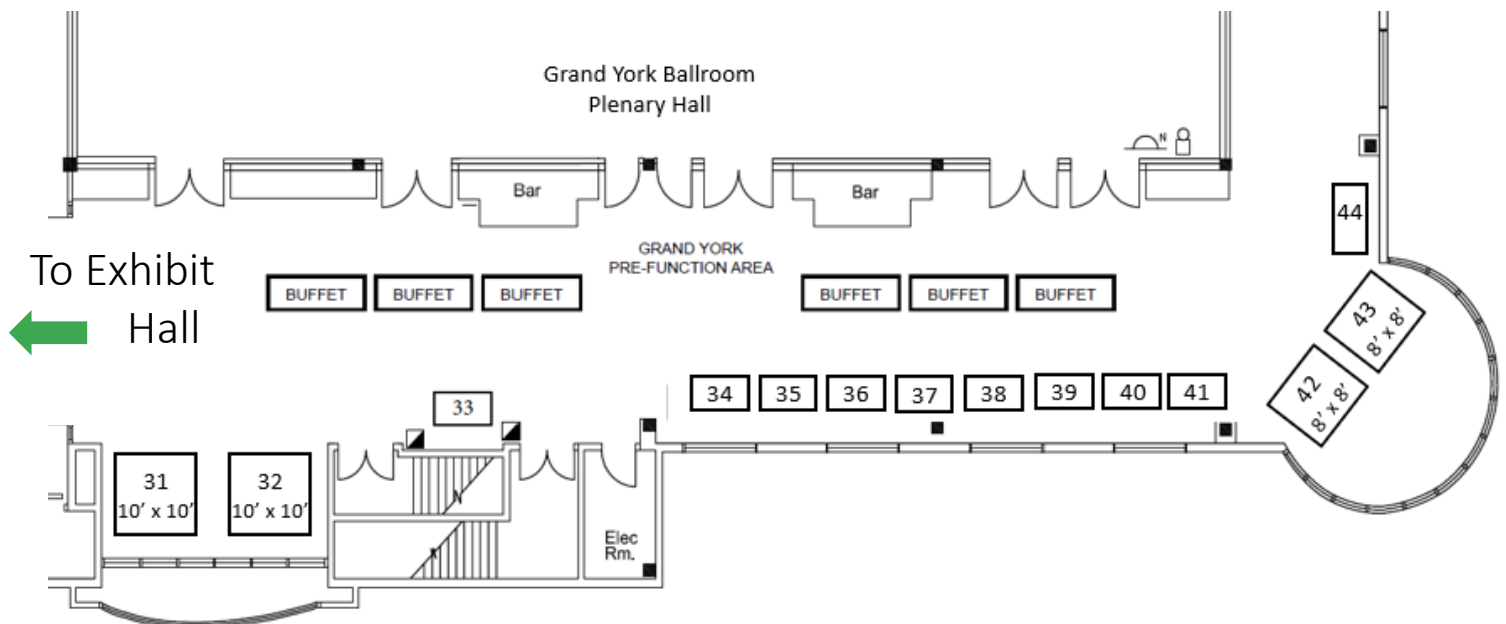 Grand York Ballroom
Plenary Hall
N
Bar
Bar
44
GRAND YORK
PRE-FUNCTION AREA
To Exhibit
Hall
BUFFET
BUFFET
BUFFET
BUFFET
BUFFET
BUFFET
43
8' x 8'
42
8' x 8'
33
34
35
36
37
38
39
40
41
31
10' x 10'
32
10' x 10'
Elec
Rm.